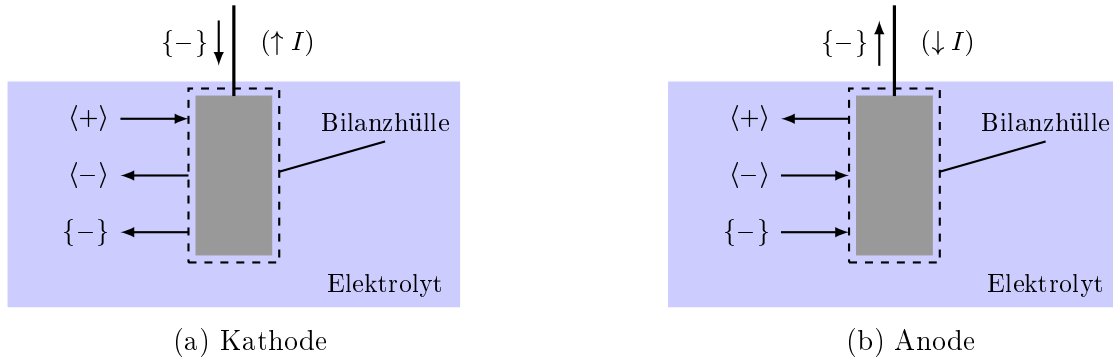 {−} (↑ I)
⟨+⟩
⟨−⟩
{−}
Bilanzhülle
Elektrolyt
(a) Kathode
{−} (↓ I)
⟨+⟩
⟨−⟩
{−}
Bilanzhülle
Elektrolyt
(b) Anode